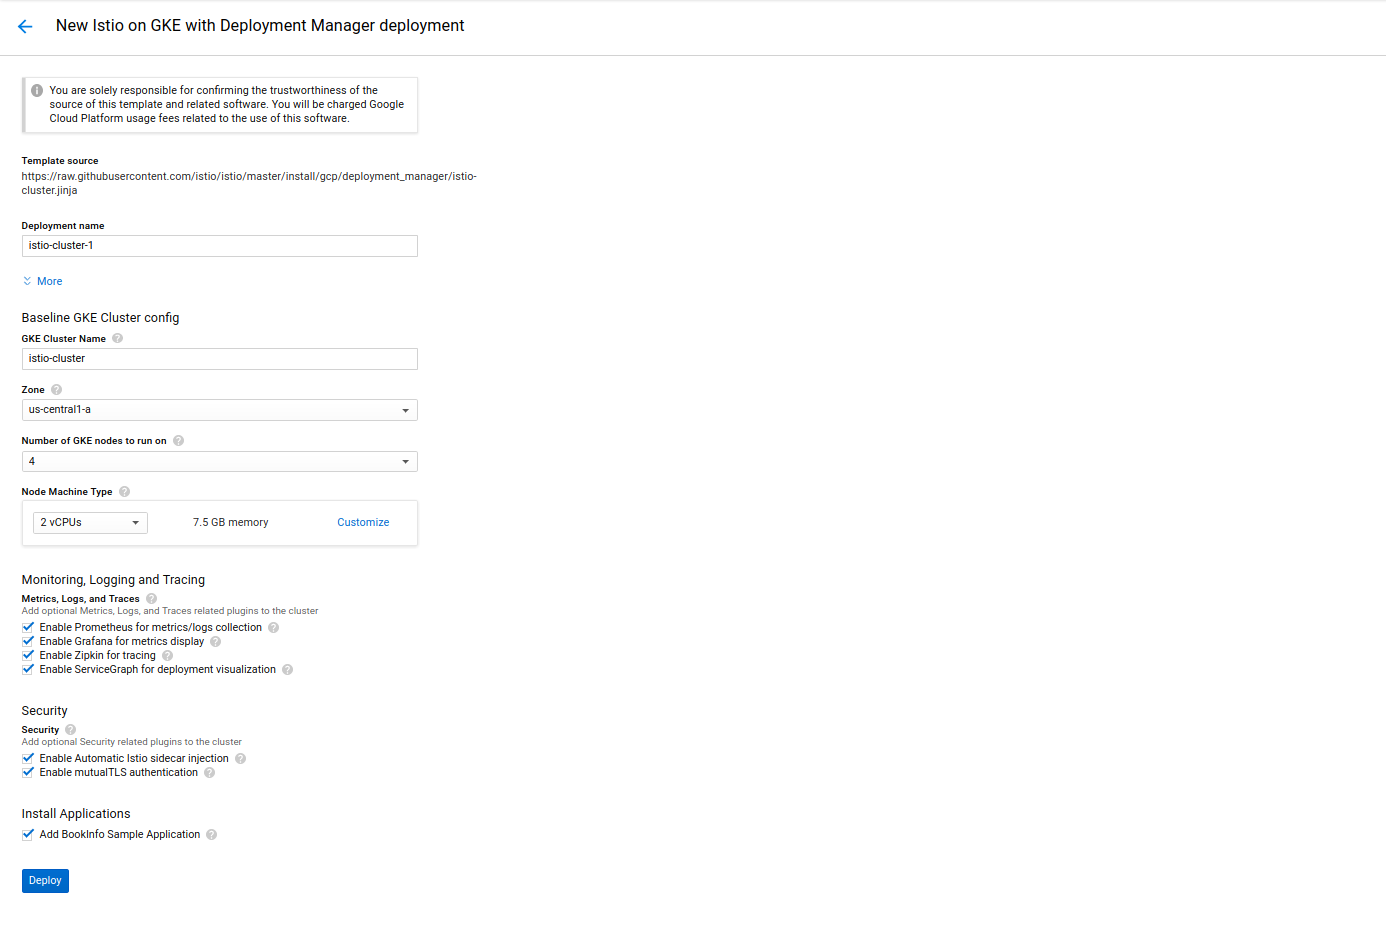 New Istio on GKE with Deployment Manager deployment
You are solely responsible for confirming the trustworthiness of the
source of this template and related software. You will be charged Google
Cloud Platform usage fees related to the use of this software.
Template source
https://raw.githubusercontent.com/istio/istio/master/install/gcp/deployment_manager/istio-
cluster.jinja
Deployment name
istio-cluster-1
More
Baseline GKE Cluster config
GKE Cluster Name
istio-cluster
Zone
us-central1-a
Number of GKE nodes to run on
4
Node Machine Type
2 vCPUs 7.5 GB memory Customize
Monitoring, Logging and Tracing
Metrics, Logs, and Traces
Add optional Metrics, Logs, and Traces related plugins to the cluster
Enable Prometheus for metrics/logs collection
Enable Grafana for metrics display
Enable Zipkin for tracing
Enable ServiceGraph for deployment visualization
Security
Security
Add optional Security related plugins to the cluster
Enable Automatic Istio sidecar injection
Enable mutualTLS authentication
Install Applications
Add BookInfo Sample Application
Deploy